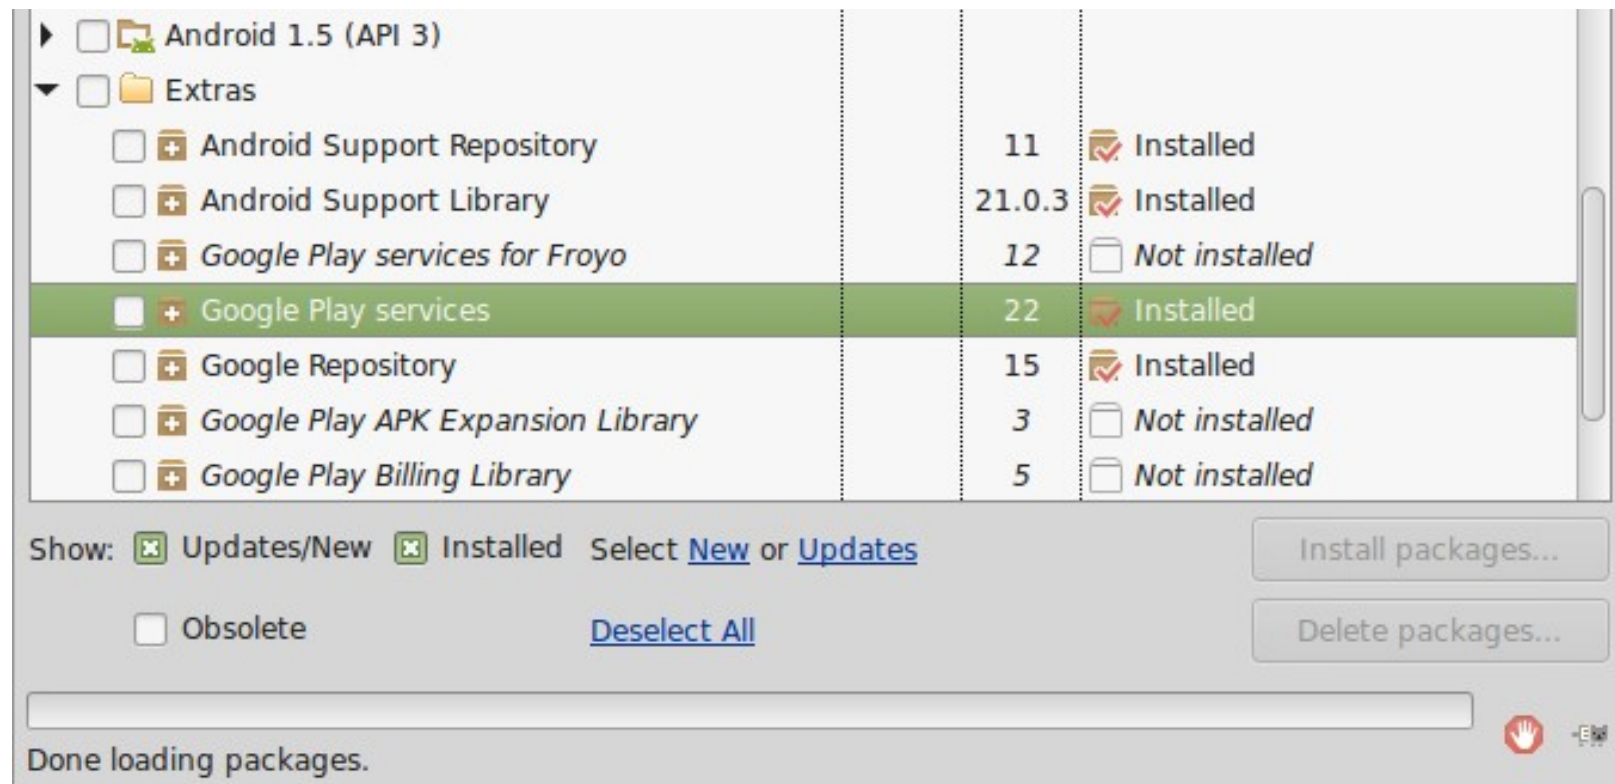 Android 1.5 (API 3)
Extras
Android Support Repository 11 Installed
Android Support Library 21.0.3 Installed
Google Play services for Froyo 12 Not installed
Google Play services 22 Installed
Google Repository 15 Installed
Google Play APK Expansion Library 3 Not installed
Google Play Billing Library 5 Not installed
Show: Updates/New Installed Select New or Updates Install packages...
Obsolete Deselect All Delete packages...
Done loading packages.